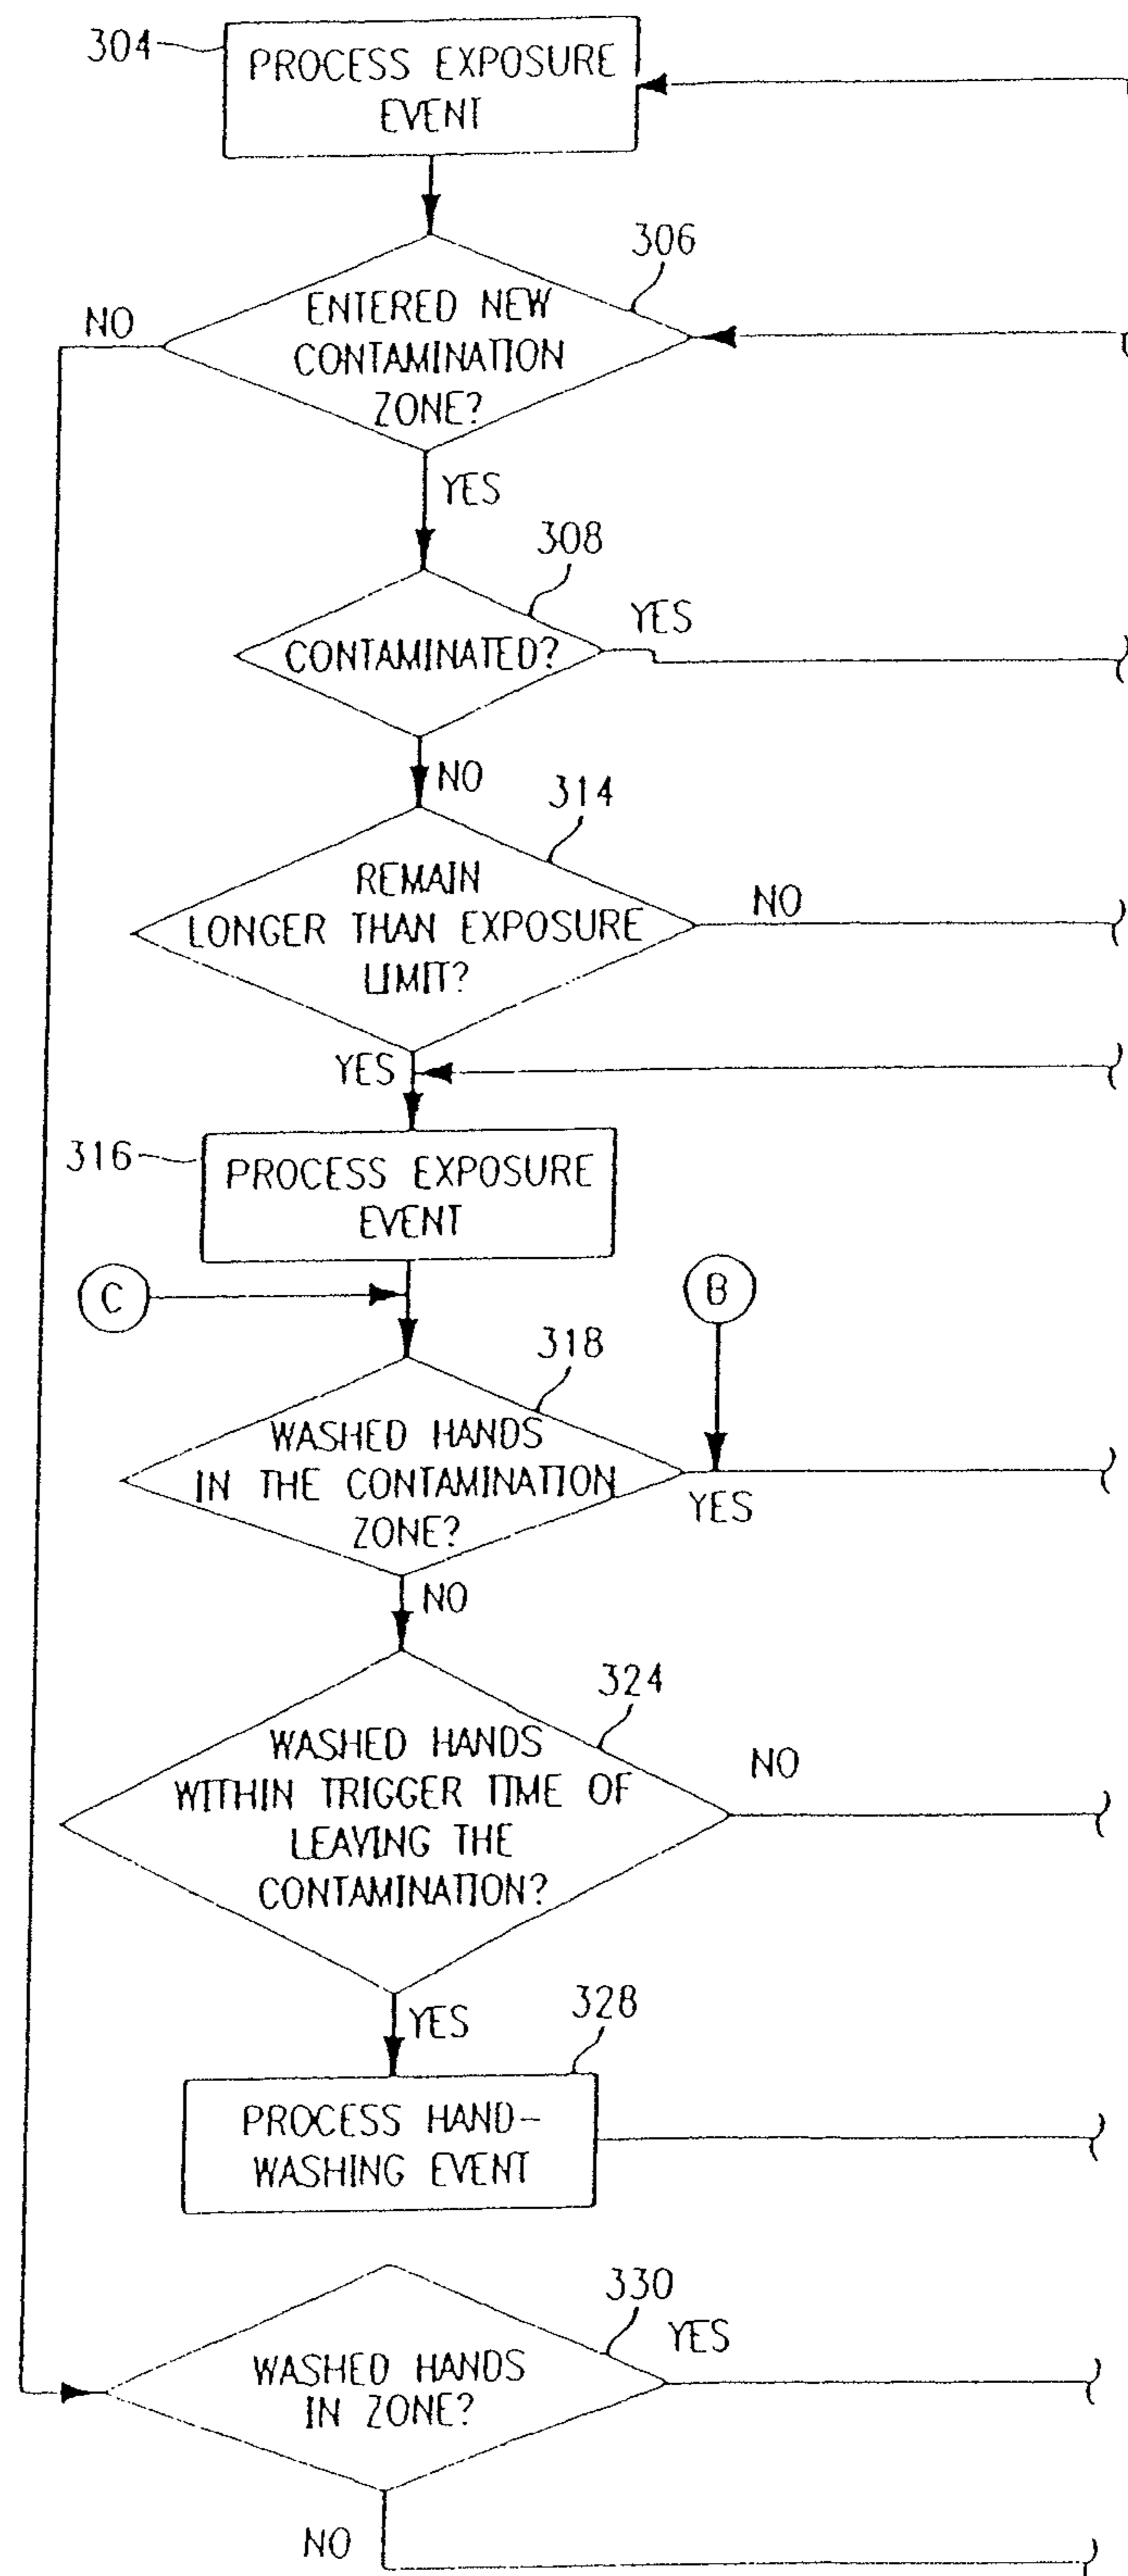 304
PROCESS EXPOSURE
EVENT
306
NO
ENTERED NEW
CONTAMINATION
ZONE?
YES
308
YES
CONTAMINATED?
NO
314
REMAIN
LONGER THAN EXPOSURE
LIMIT?
NO
YES
316
PROCESS EXPOSURE
EVENT
C
B
318
WASHED HANDS
IN THE CONTAMINATION
ZONE?
YES
NO
324
WASHED HANDS
WITHIN TRIGGER TIME OF
LEAVING THE
CONTAMINATION?
NO
YES
328
PROCESS HAND-
WASHING EVENT
330
YES
WASHED HANDS
IN ZONE?
NO